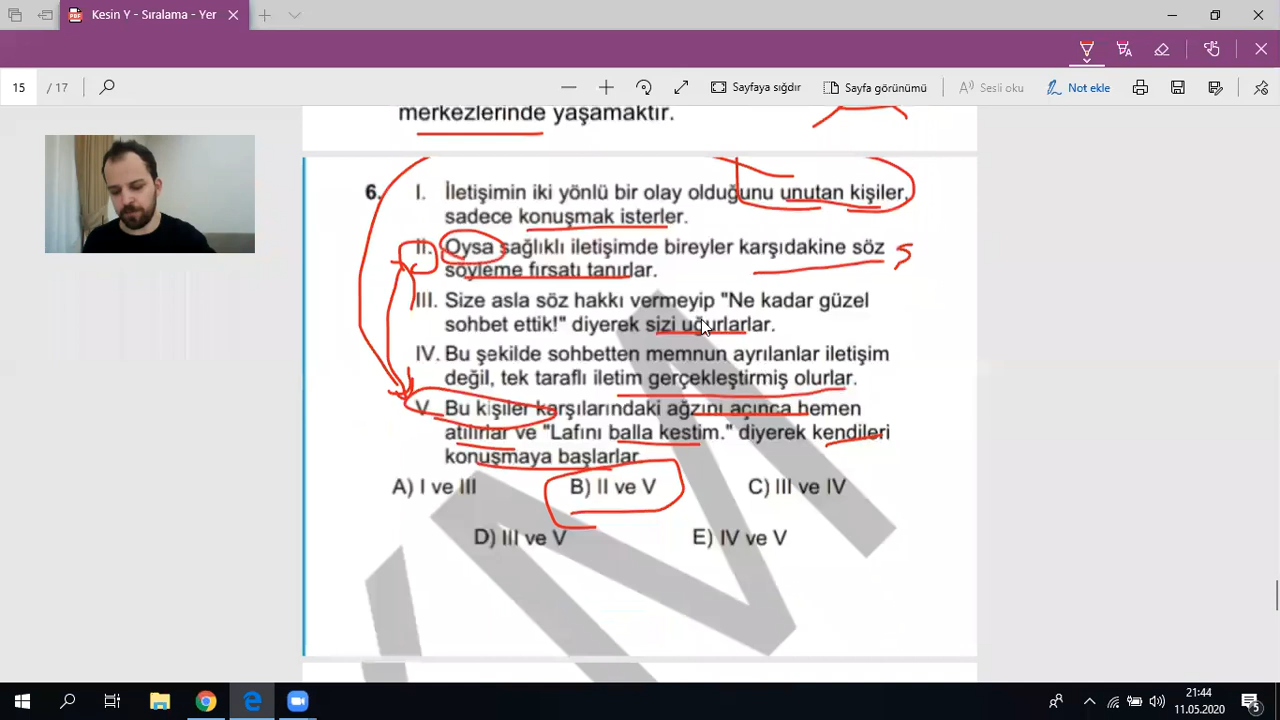 Kesin Y - Sıralama - Yer
15 / 17
Sayfaya sığdır
Sayfa görünümü
Sesli oku
Not ekle
merkezlerinde yaşamaktır.
6. I. İletişimin iki yönlü bir olay olduğunu unutan kişiler,
sadece konuşmak isterler.
II. Oysa sağlıklı iletişimde bireyler karşıdakine söz
söyleme fırsatı tanırlar.
III. Size asla söz hakkı vermeyip "Ne kadar güzel
sohbet ettik!" diyerek sizi uğurlarlar.
IV. Bu şekilde sohbetten memnun ayrılanlar iletişim
değil, tek taraflı iletim gerçekleştirmiş olurlar.
V. Bu kişiler karşılarındaki ağzını açınca hemen
atılırlar ve "Lafını balla kestim." diyerek kendileri
konuşmaya başlarlar.
A) I ve III B) II ve V C) III ve IV
D) III ve V E) IV ve V
21:44
11.05.2020
5